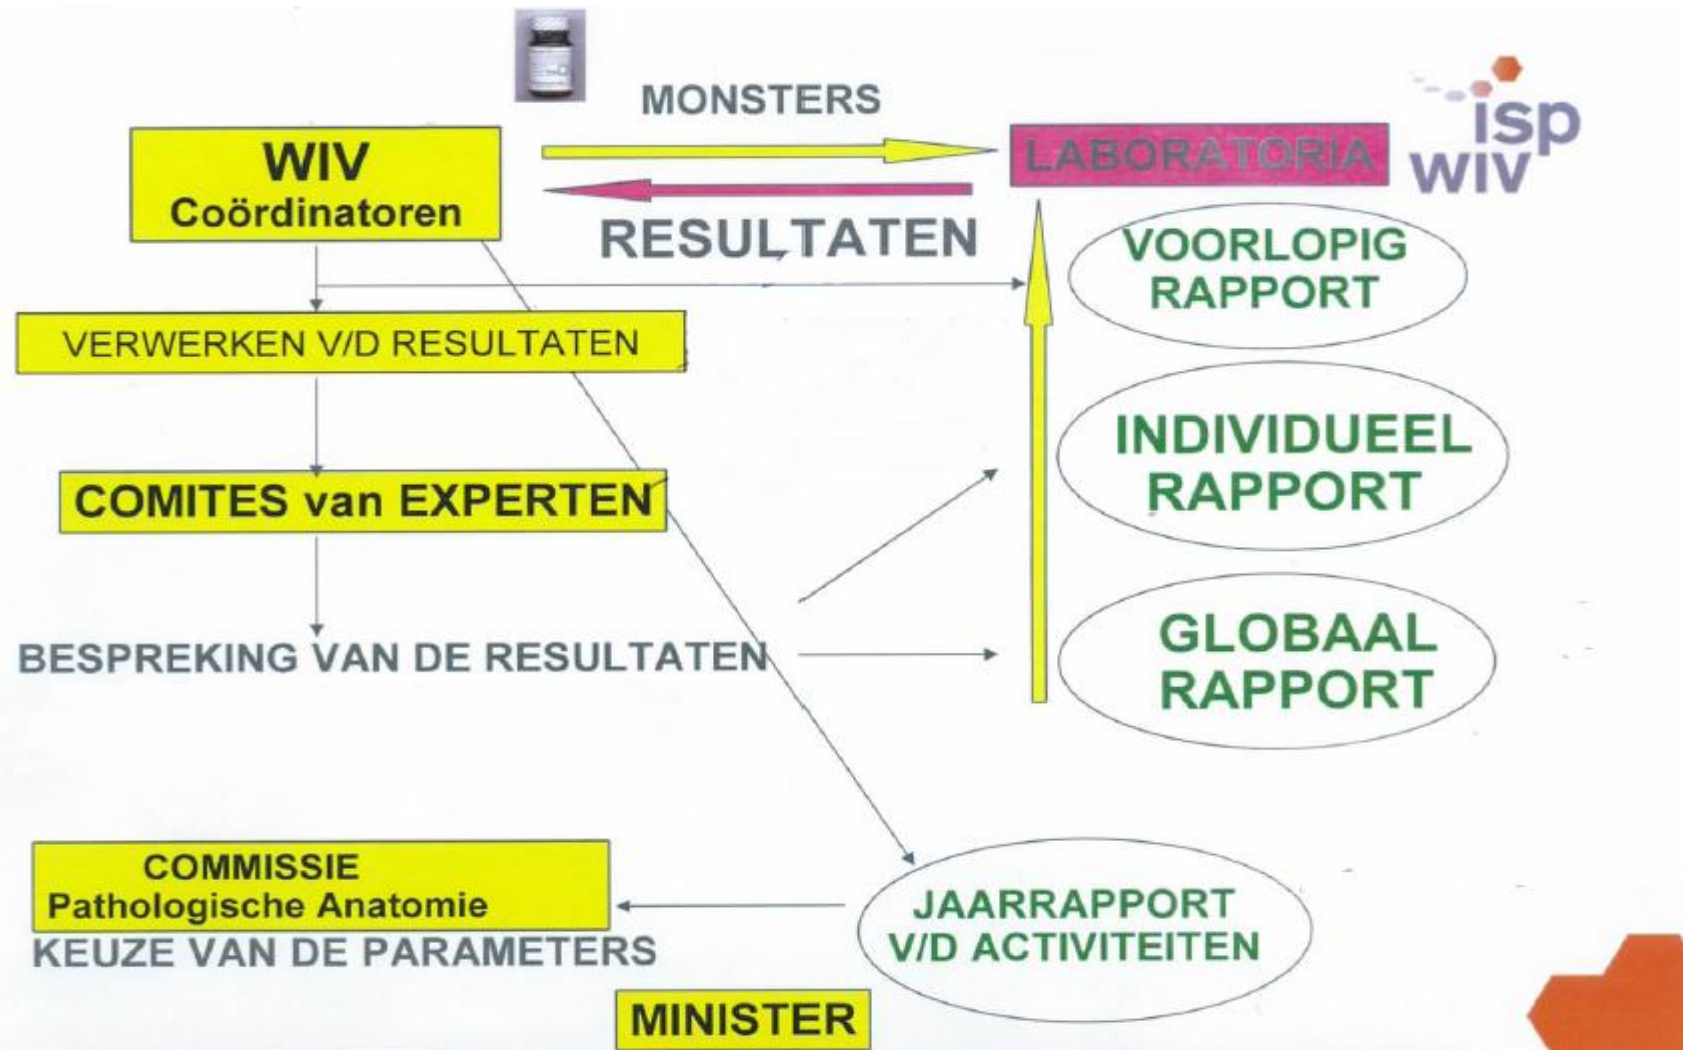 MONSTERS
isp
WIV
WIV
Coördinatoren
LABORATORIA
RESULTATEN
VOORLOPIG
RAPPORT
VERWERKEN V/D RESULTATEN
INDIVIDUEEL
RAPPORT
COMITES van EXPERTEN
GLOBAAL
RAPPORT
BESPREKING VAN DE RESULTATEN
COMMISSIE
Pathologische Anatomie
KEUZE VAN DE PARAMETERS
JAARRAPPORT
V/D ACTIVITEITEN
MINISTER